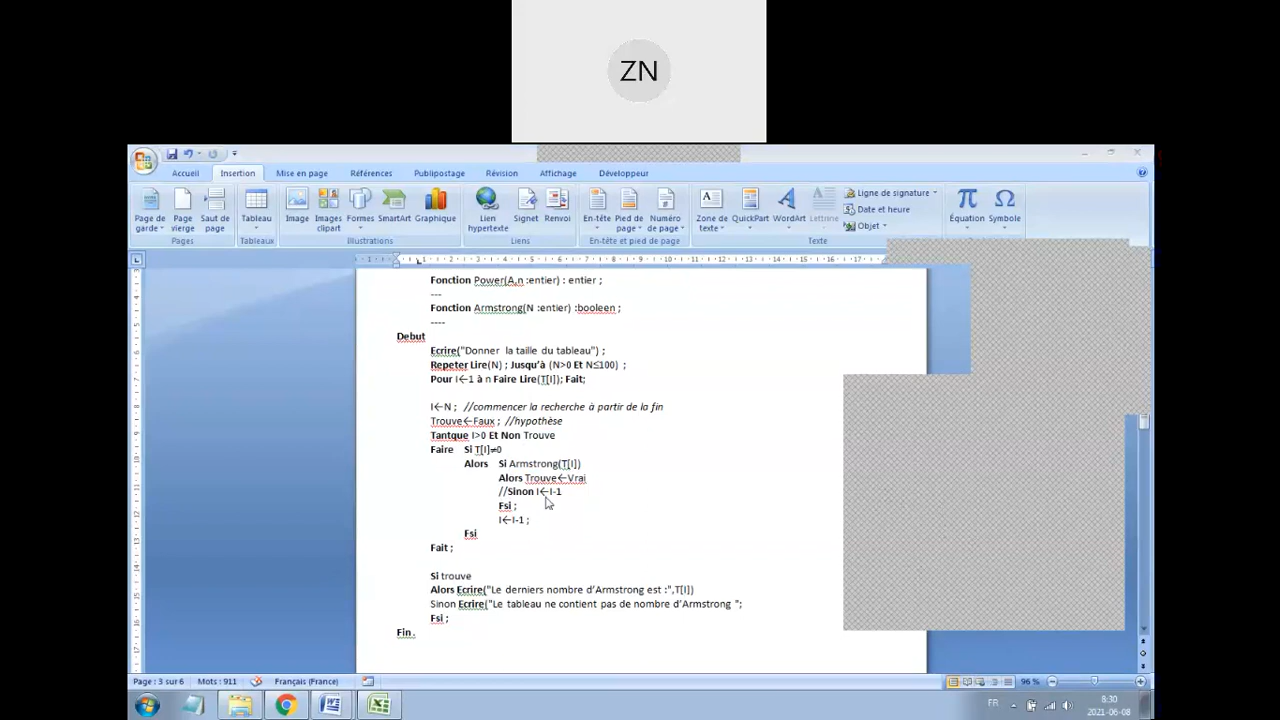 ZN
Accueil Insertion Mise en page Références Publipostage Révision Affichage Développeur
Page de garde Page vierge Saut de page Tableau Image Images clipart Formes SmartArt Graphique Lien hypertexte Signet Renvoi En-tête Pied de page Numéro de page Zone de texte QuickPart WordArt Lettrine Ligne de signature Date et heure Objet Équation Symbole
Pages Tableaux Illustrations Liens En-tête et pied de page Texte
Fonction Power(A,n :entier) : entier ;
---
Fonction Armstrong(N :entier) :booleen ;
----
Debut
Ecrire("Donner la taille du tableau") ;
Repeter Lire(N) ; Jusqu'à (N>0 Et N≤100) ;
Pour I←1 à n Faire Lire(T[I]); Fait;
I←N ; //commencer la recherche à partir de la fin
Trouve←Faux ; //hypothèse
Tantque I>0 Et Non Trouve
Faire Si T[I]≠0
Alors Si Armstrong(T[I])
Alors Trouve←Vrai
//Sinon I←I-1
Fsi ;
I←I-1 ;
Fsi
Fait ;
Si trouve
Alors Ecrire("Le derniers nombre d'Armstrong est :",T[I])
Sinon Ecrire("Le tableau ne contient pas de nombre d'Armstrong ";
Fsi ;
Fin.
Page : 3 sur 6 Mots : 911 Français (France) 96 %
FR 8:30
2021-06-08